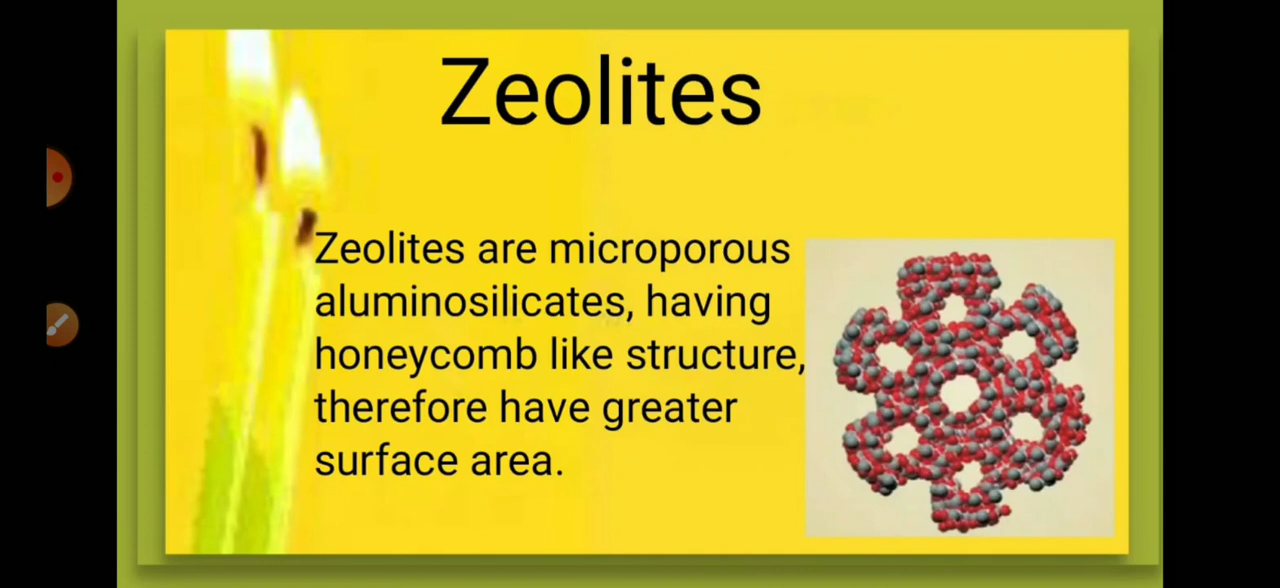 Zeolites
Zeolites are microporous
aluminosilicates, having
honeycomb like structure,
therefore have greater
surface area.